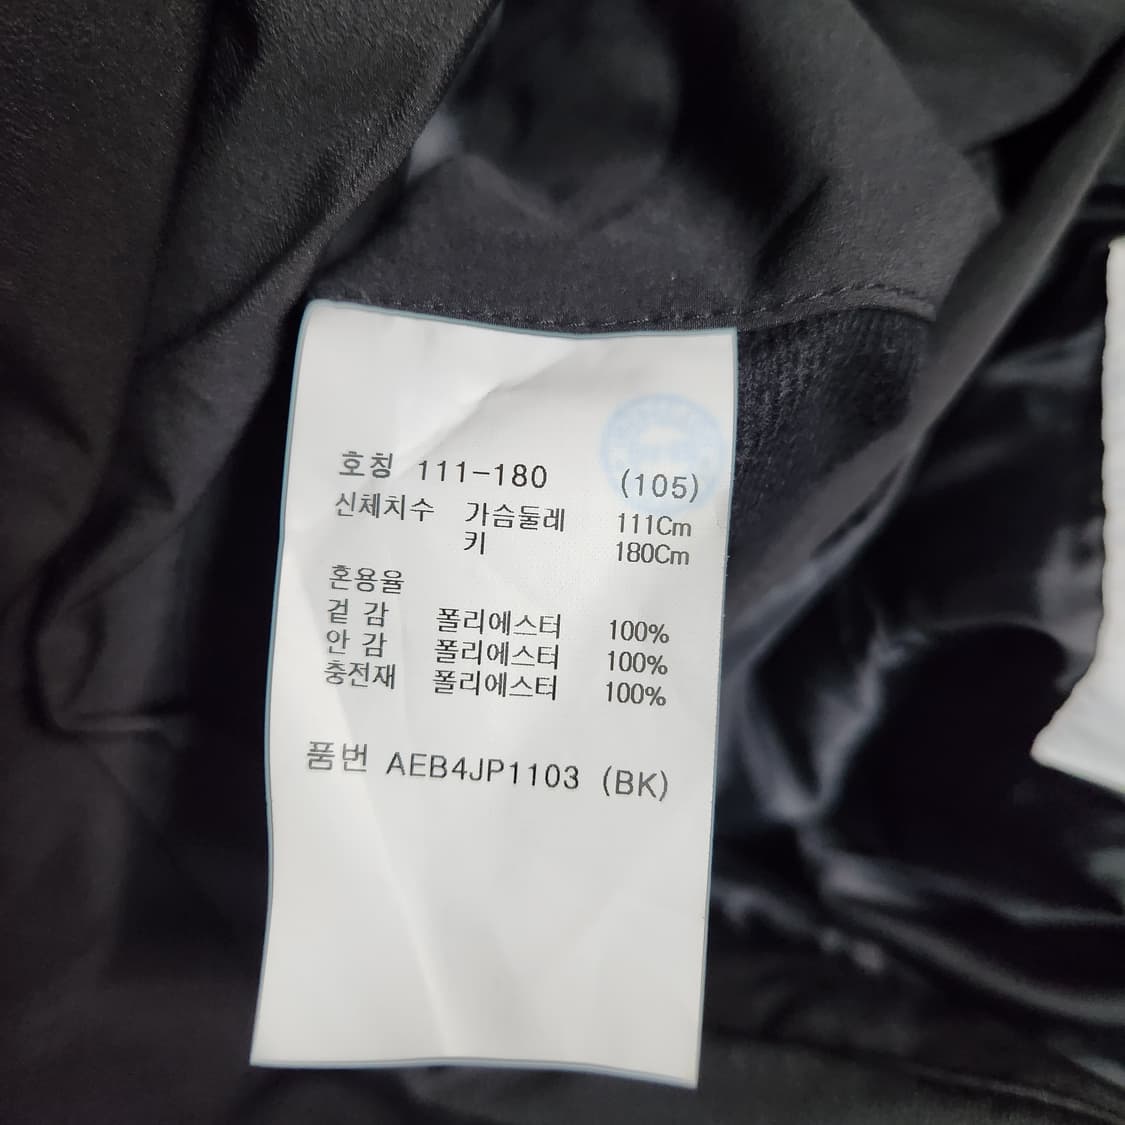 호칭 111-180 (105)
신체치수 가슴둘레 111Cm
키 180Cm
혼용율
겉 감 폴리에스터 100%
안 감 폴리에스터 100%
충전재 폴리에스터 100%
품번 AEB4JP1103 (BK)